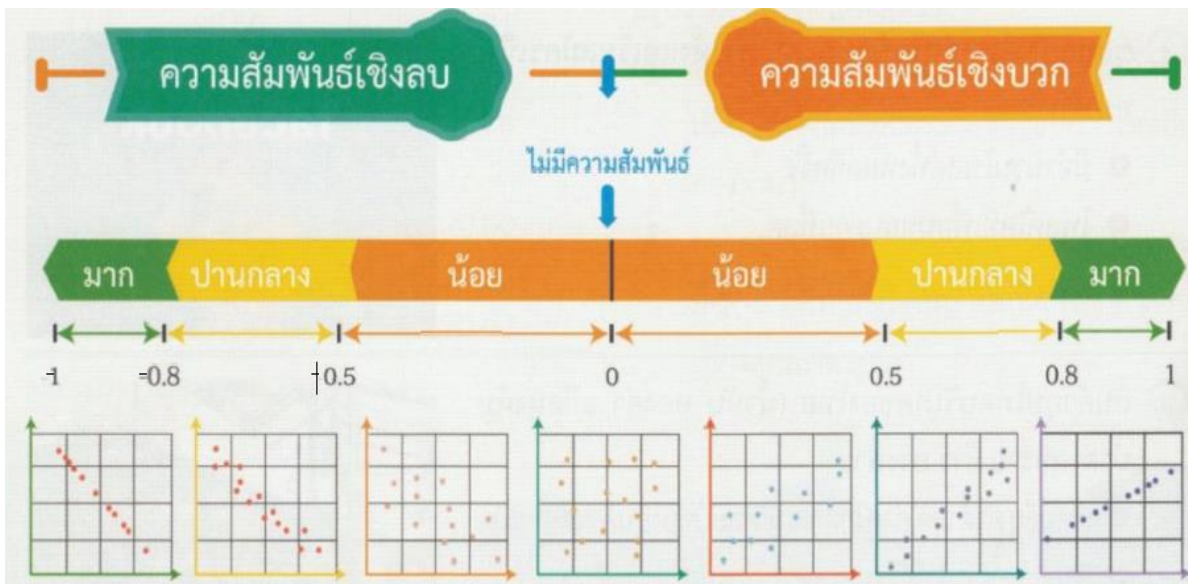 ความสัมพันธ์เชิงลบ
ความสัมพันธ์เชิงบวก
ไม่มีความสัมพันธ์
มาก ปานกลาง น้อย น้อย ปานกลาง มาก
-1 -0.8 -0.5 0 0.5 0.8 1